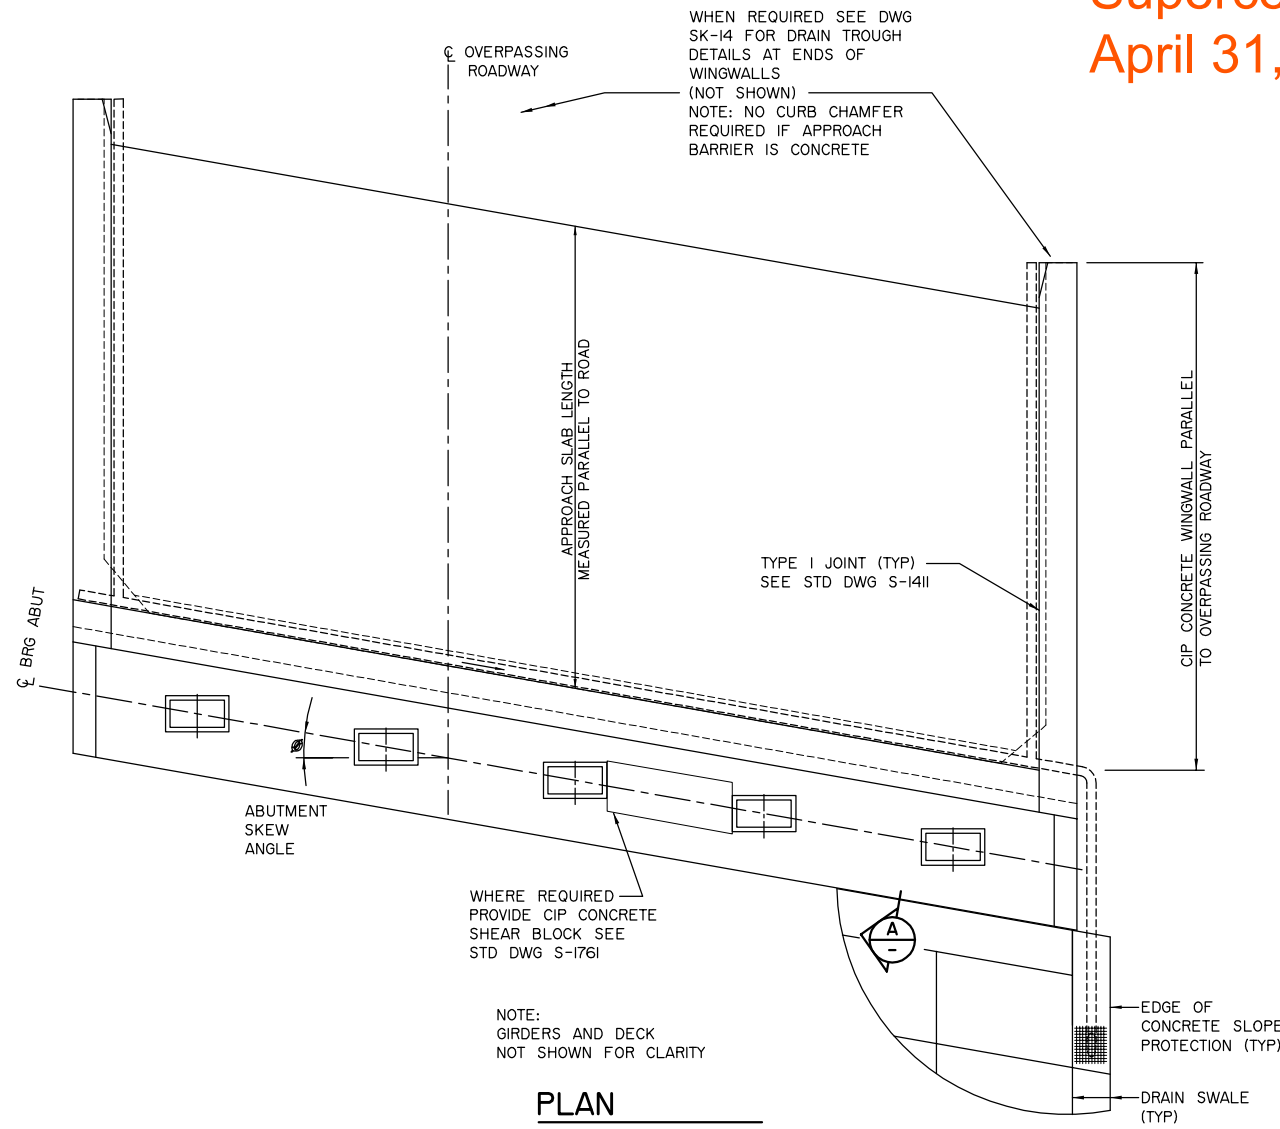 April 31,
WHEN REQUIRED SEE DWG
SK-14 FOR DRAIN TROUGH
DETAILS AT ENDS OF
WINGWALLS
(NOT SHOWN)
NOTE: NO CURB CHAMFER
REQUIRED IF APPROACH
BARRIER IS CONCRETE
℄ OVERPASSING
ROADWAY
APPROACH SLAB LENGTH
MEASURED PARALLEL TO ROAD
CIP CONCRETE WINGWALL PARALLEL
TO OVERPASSING ROADWAY
TYPE 1 JOINT (TYP)
SEE STD DWG S-1411
℄ BRG ABUT
Ø
ABUTMENT
SKEW
ANGLE
WHERE REQUIRED
PROVIDE CIP CONCRETE
SHEAR BLOCK SEE
STD DWG S-1761
A
-
NOTE:
GIRDERS AND DECK
NOT SHOWN FOR CLARITY
EDGE OF
CONCRETE SLOPE
PROTECTION (TYP)
DRAIN SWALE
(TYP)
PLAN